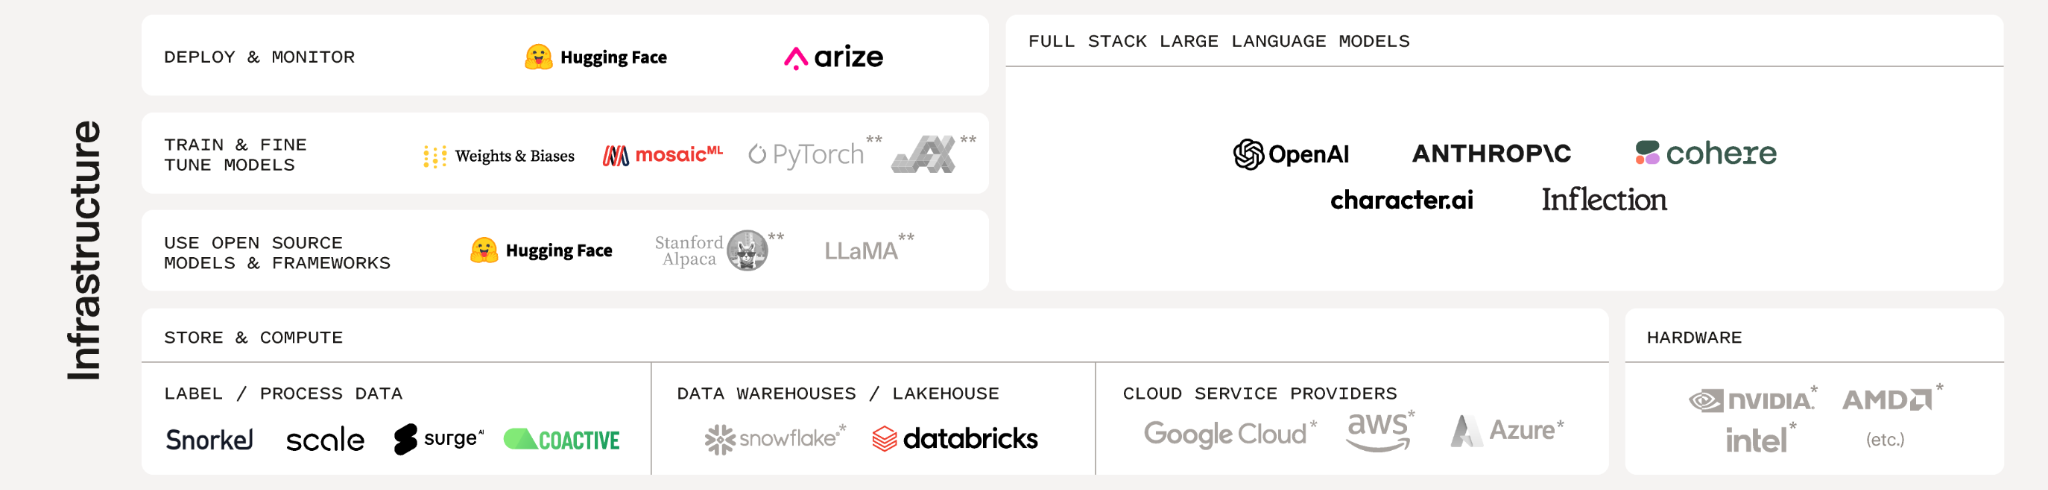 Infrastructure
DEPLOY & MONITOR
Hugging Face
arize
TRAIN & FINE
TUNE MODELS
Weights & Biases
mosaicML
PyTorch**
JAX**
USE OPEN SOURCE
MODELS & FRAMEWORKS
Hugging Face
Stanford
Alpaca**
LLaMA**
FULL STACK LARGE LANGUAGE MODELS
OpenAI
ANTHROP\C
cohere
character.ai
Inflection
STORE & COMPUTE
LABEL / PROCESS DATA
Snorkel
scale
surge AI
COACTIVE
DATA WAREHOUSES / LAKEHOUSE
snowflake*
databricks
CLOUD SERVICE PROVIDERS
Google Cloud*
aws*
Azure*
HARDWARE
nVIDIA.*
AMD*
intel*
(etc.)